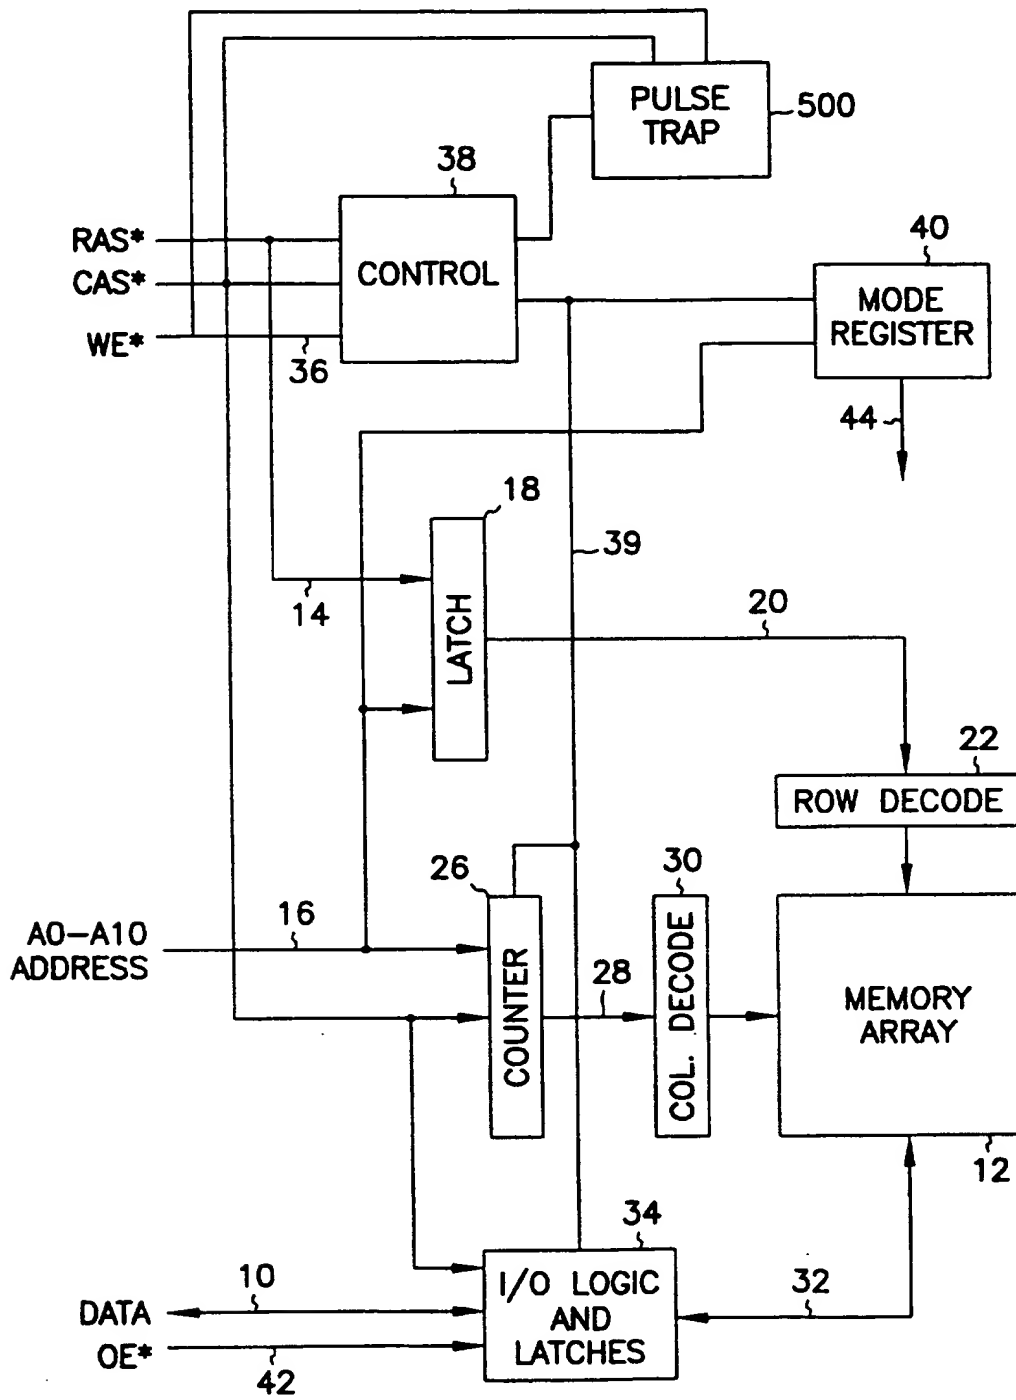 PULSE
TRAP
500
38
RAS*
CAS*
WE*
36
CONTROL
40
MODE
REGISTER
44
18
LATCH
14
39
20
22
ROW DECODE
26
COUNTER
30
COL. DECODE
A0-A10
ADDRESS
16
28
MEMORY
ARRAY
12
34
I/O LOGIC
AND
LATCHES
32
DATA
10
OE*
42